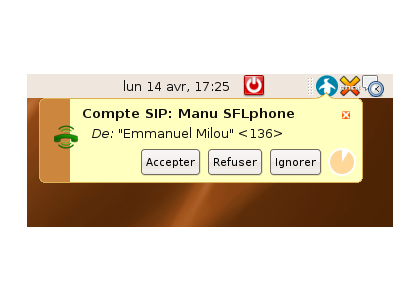 lun 14 avr, 17:25
Compte SIP: Manu SFLphone
De: "Emmanuel Milou" <136>
Accepter Refuser Ignorer